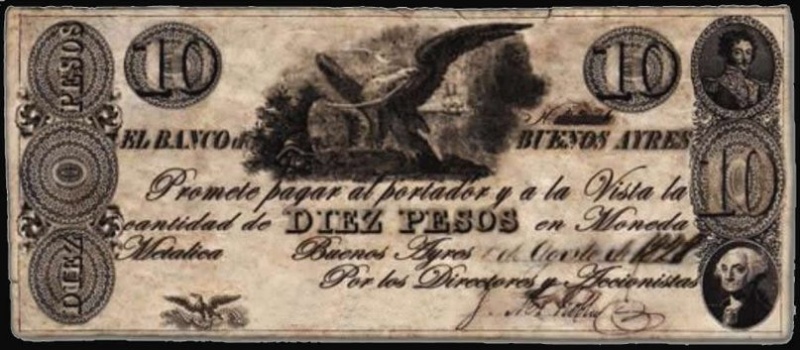 PESOS
10
10
EL BANCO de BUENOS AYRES
Promete pagar al portador y a la Vista la
cantidad de DIEZ PESOS en Moneda
Metalica Buenos Ayres
Por los Directores y Accionistas
DIEZ
10